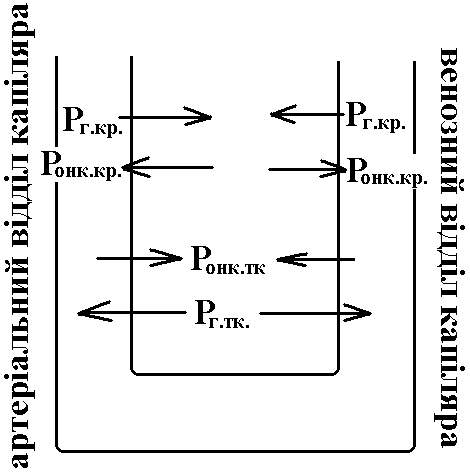 артеріальний відділ капіляра
Pг.кр.
Pг.кр.
Pонк.кр.
Pонк.кр.
Pонк.тк
Pг.тк.
венозний відділ капіляра